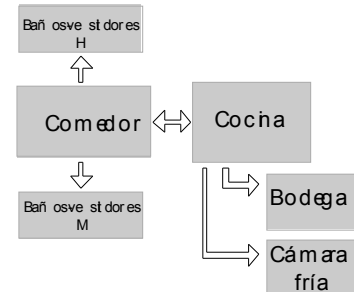 Baños vestidores
H
Comedor
Cocina
Baños vestidores
M
Bodega
Cámara
fría